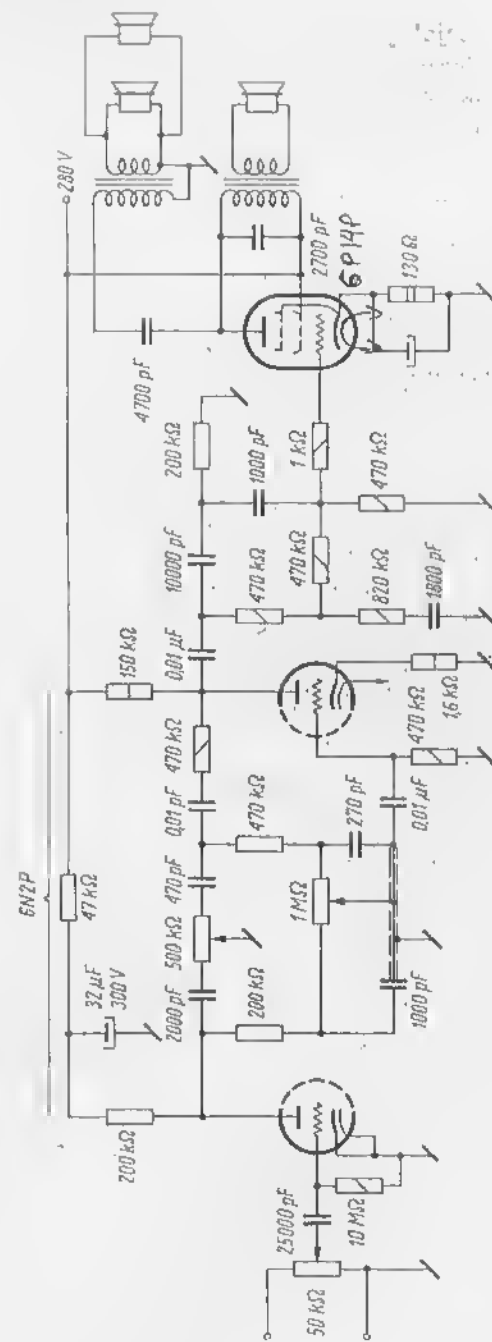 280 V
6N2P
32 µF
300 V
47 kΩ
150 kΩ
200 kΩ
2000 pF
500 kΩ
470 pF
0,01 pF
470 kΩ
0,01 µF
10000 pF
200 kΩ
4700 pF
2700 pF
6P14P
200 kΩ
1 MΩ
470 kΩ
270 pF
470 kΩ
470 kΩ
1000 pF
1 kΩ
130 Ω
25000 pF
50 kΩ
10 MΩ
1000 pF
0,01 µF
470 kΩ
1,6 kΩ
820 kΩ
1800 pF
470 kΩ